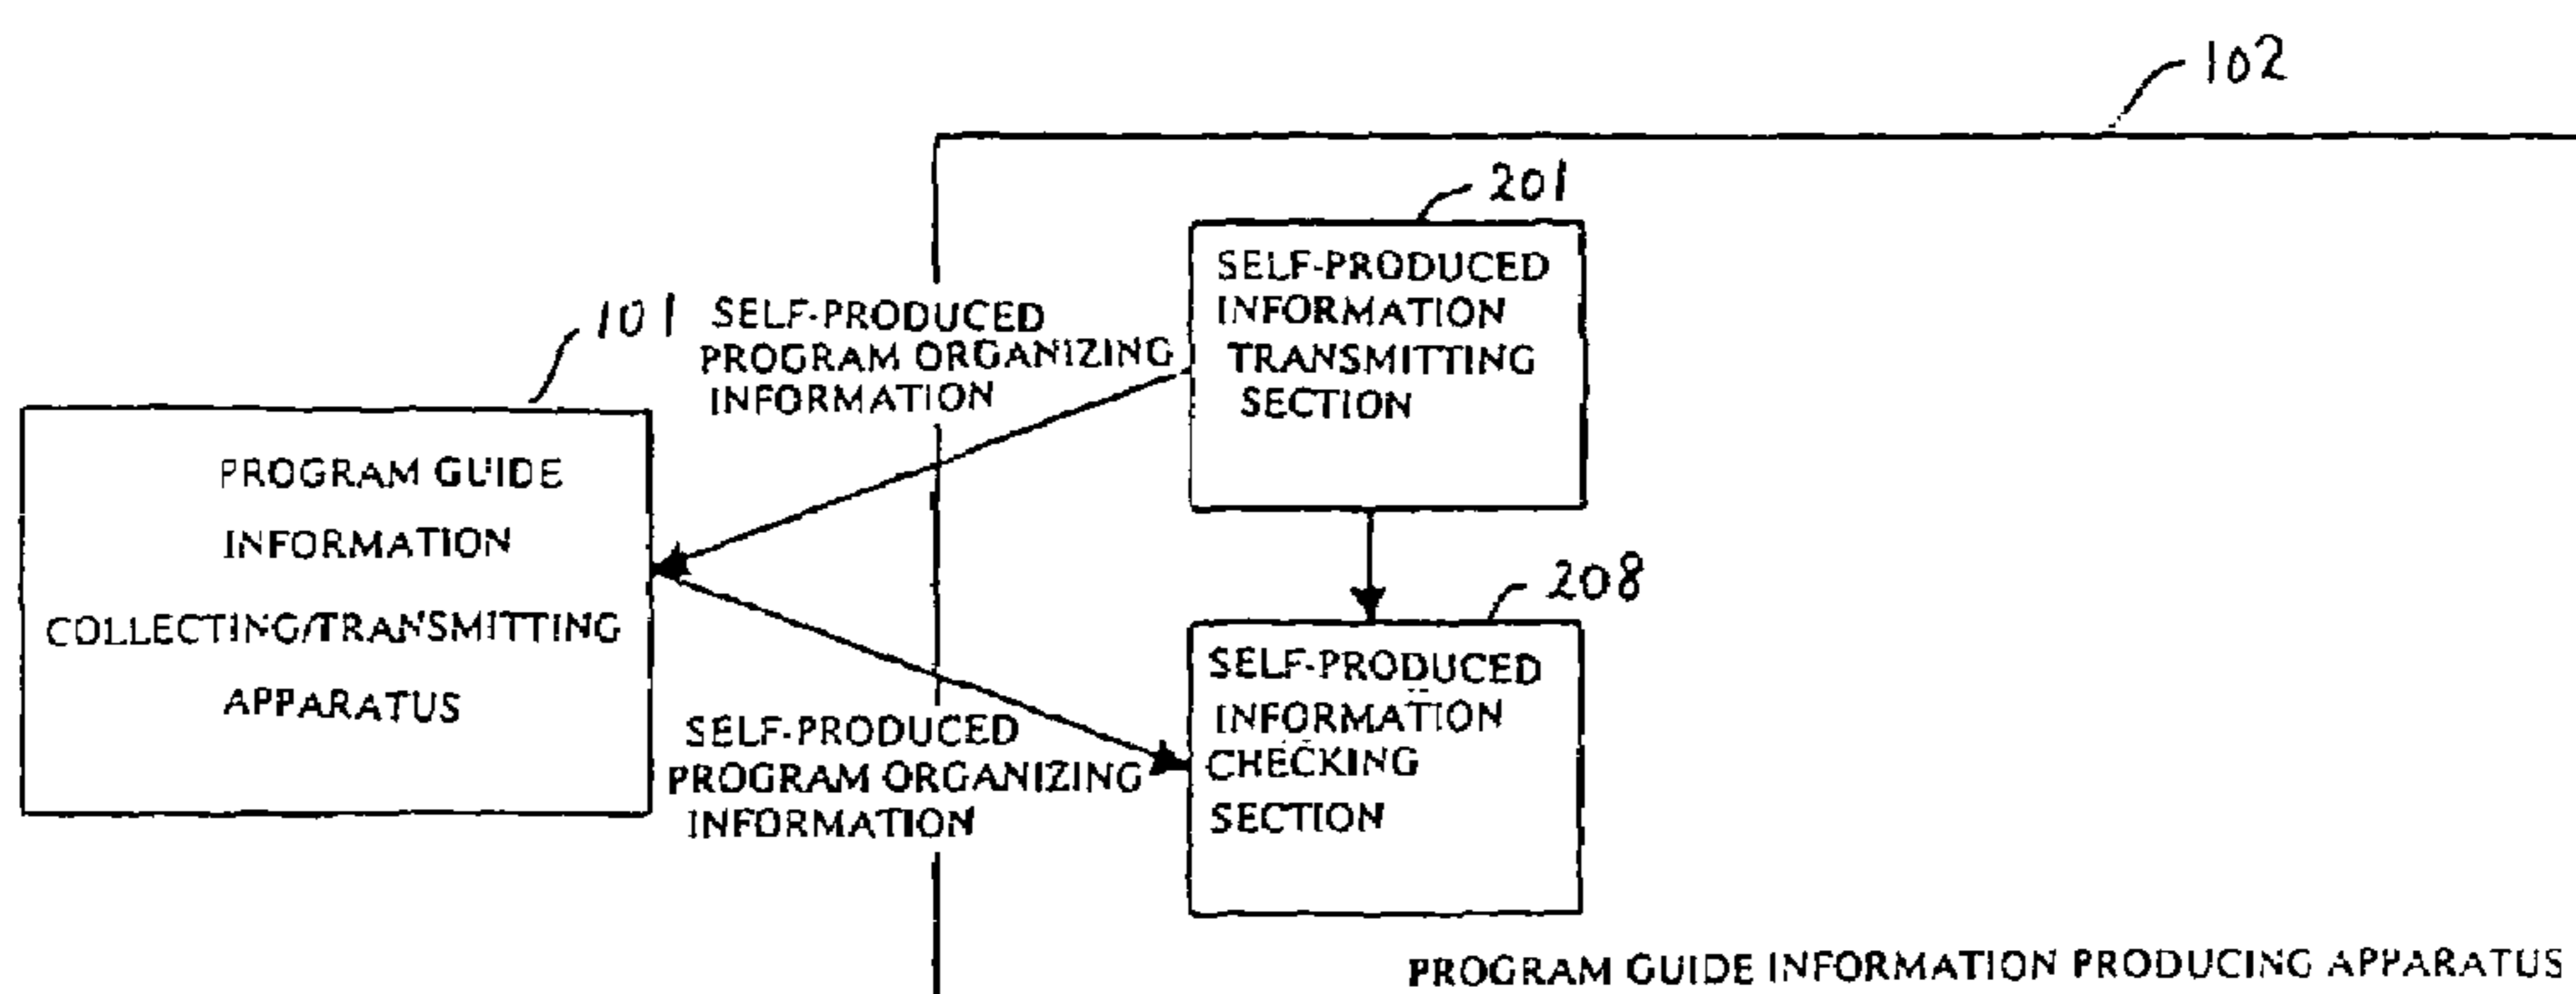 102
201
SELF-PRODUCED
INFORMATION
TRANSMITTING
SECTION
101
SELF-PRODUCED
PROGRAM ORGANIZING
INFORMATION
PROGRAM GUIDE
INFORMATION
COLLECTING/TRANSMITTING
APPARATUS
208
SELF-PRODUCED
INFORMATION
CHECKING
SECTION
SELF-PRODUCED
PROGRAM ORGANIZING
INFORMATION
PROGRAM GUIDE INFORMATION PRODUCING APPARATUS